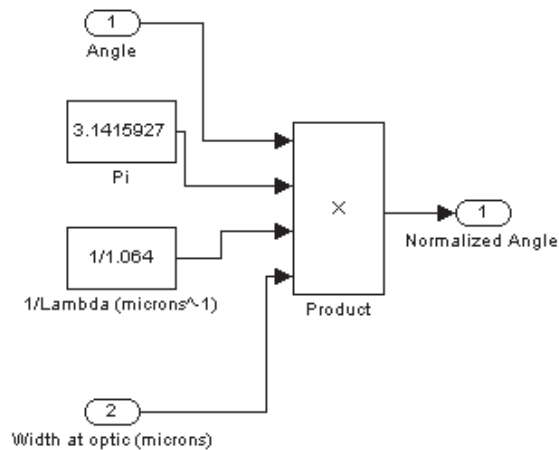 1
Angle
3.1415927
Pi
1/1.064
1/Lambda (microns^-1)
2
Width at optic (microns)
×
Product
1
Normalized Angle